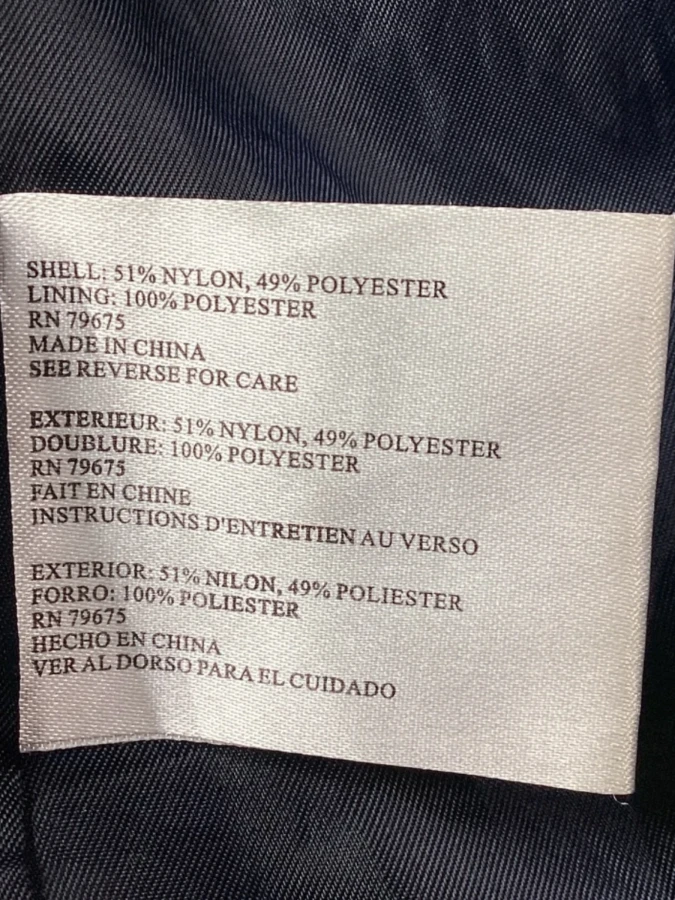 SHELL: 51% NYLON, 49% POLYESTER
LINING: 100% POLYESTER
RN 79675
MADE IN CHINA
SEE REVERSE FOR CARE
EXTERIEUR: 51% NYLON, 49% POLYESTER
DOUBLURE: 100% POLYESTER
RN 79675
FAIT EN CHINE
INSTRUCTIONS D'ENTRETIEN AU VERSO
EXTERIOR: 51% NILON, 49% POLIESTER
FORRO: 100% POLIESTER
RN 79675
HECHO EN CHINA
VER AL DORSO PARA EL CUIDADO